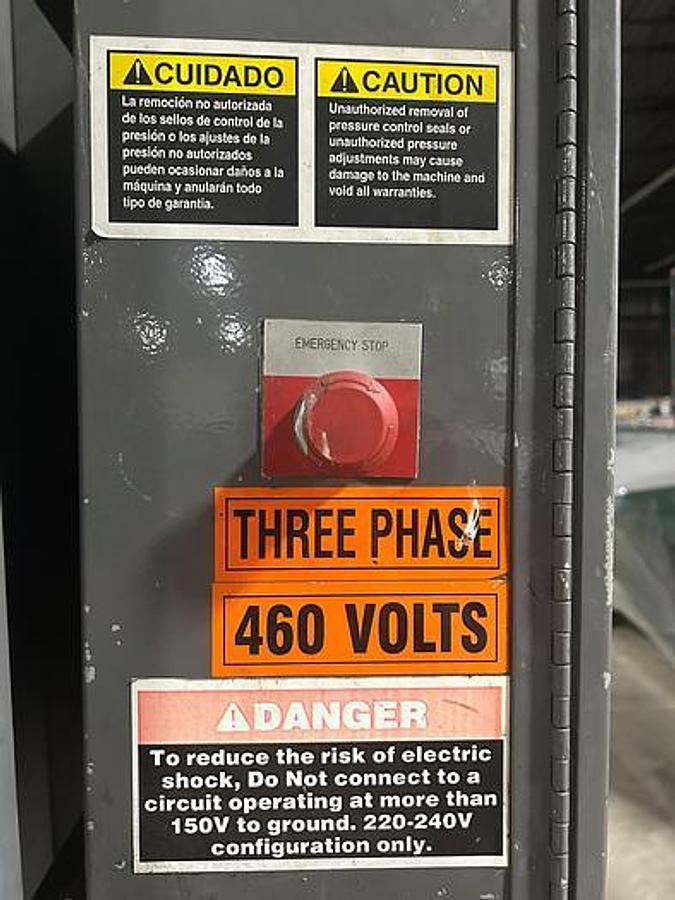 ⚠CUIDADO
La remoción no autorizada
de los sellos de control de la
presión o los ajustes de la
presión no autorizados
pueden ocasionar daños a la
máquina y anularán todo
tipo de garantia.
⚠CAUTION
Unauthorized removal of
pressure control seals or
unauthorized pressure
adjustments may cause
damage to the machine and
void all warranties.
EMERGENCY STOP
THREE PHASE
460 VOLTS
⚠DANGER
To reduce the risk of electric
shock, Do Not connect to a
circuit operating at more than
150V to ground. 220-240V
configuration only.